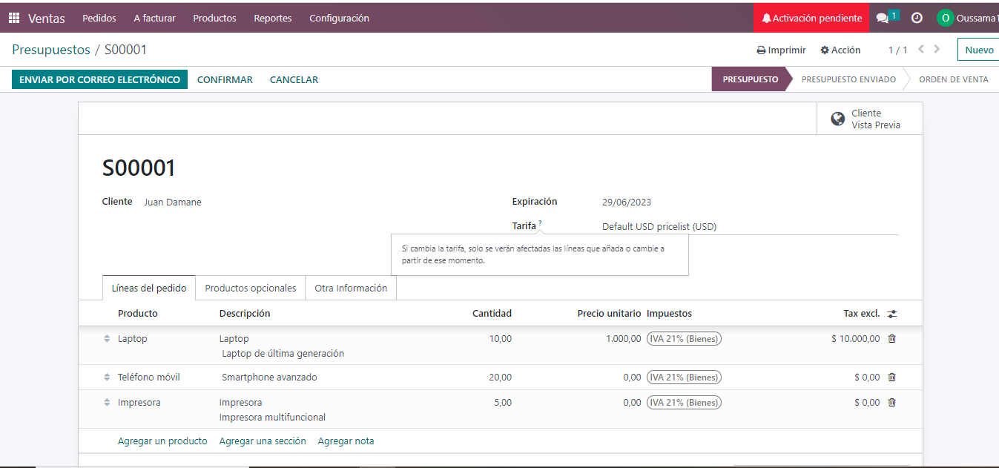 Ventas Pedidos A facturar Productos Reportes Configuración Activación pendiente 1 O Oussama1
Presupuestos / S00001 Imprimir Acción 1 / 1 Nuevo
ENVIAR POR CORREO ELECTRÓNICO CONFIRMAR CANCELAR PRESUPUESTO PRESUPUESTO ENVIADO ORDEN DE VENTA
Cliente
Vista Previa
S00001
Cliente Juan Damane Expiración 29/06/2023
Tarifa ? Default USD pricelist (USD)
Si cambia la tarifa, solo se verán afectadas las líneas que añada o cambie a
partir de ese momento.
Líneas del pedido Productos opcionales Otra Información
Producto Descripción Cantidad Precio unitario Impuestos Tax excl.
Laptop Laptop 10,00 1.000,00 IVA 21% (Bienes) $ 10.000,00
Laptop de última generación
Teléfono móvil Smartphone avanzado 20,00 0,00 IVA 21% (Bienes) $ 0,00
Impresora Impresora 5,00 0,00 IVA 21% (Bienes) $ 0,00
Impresora multifuncional
Agregar un producto Agregar una sección Agregar nota